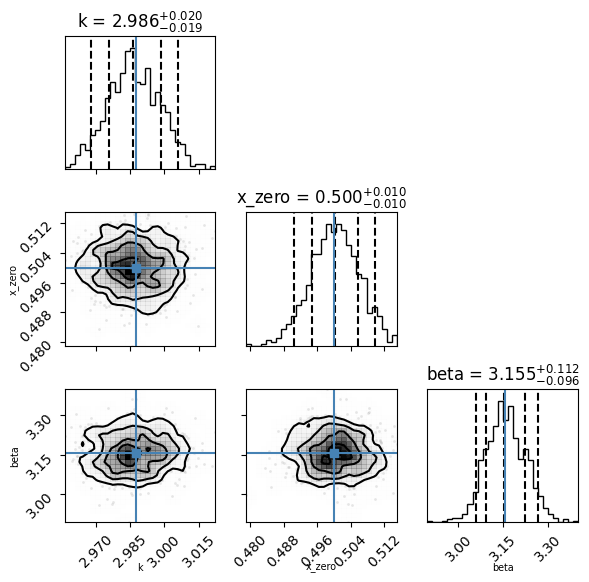 k = 2.986+0.020 −0.019
x_zero = 0.500+0.010 −0.010
0.512
0.504
0.496
0.488
0.480
x_zero
beta = 3.155+0.112 −0.096
3.30
3.15
3.00
beta
2.970
2.985
3.000
3.015
k
0.480
0.488
0.496
0.504
0.512
x_zero
3.00
3.15
3.30
beta